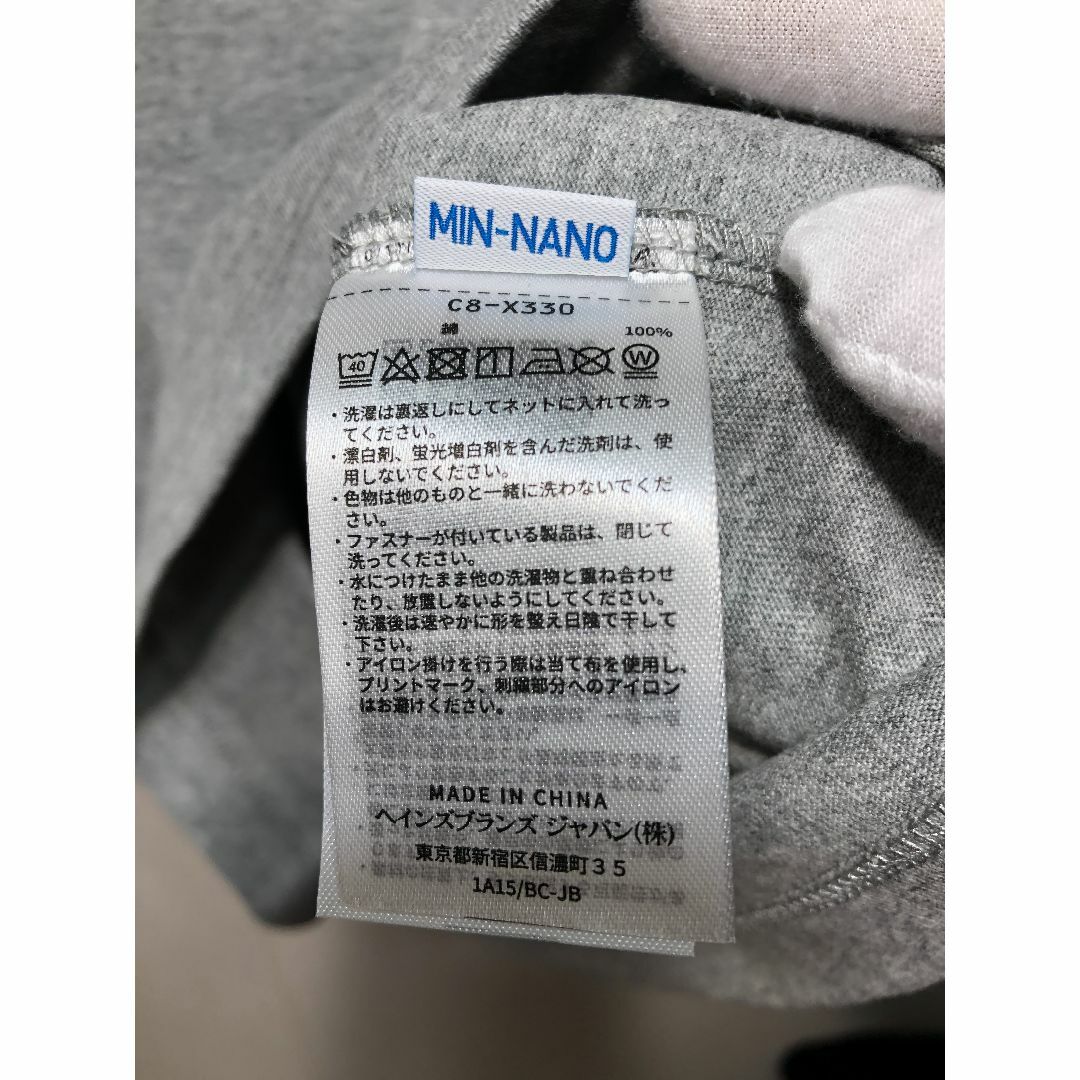 MIN-NANO
C8-X330
綿 100%
40 W
・洗濯は裏返しにしてネットに入れて洗っ
てください。
・漂白剤、蛍光増白剤を含んだ洗剤は、使
用しないでください。
・色物は他のものと一緒に洗わないでくだ
さい。
・ファスナーが付いている製品は、閉じて
洗ってください。
・水につけたまま他の洗濯物と重ね合わせ
たり、放置しないようにしてください。
・洗濯後は速やかに形を整え日陰で干して
下さい。
・アイロン掛けを行う際は当て布を使用し、
プリントマーク、刺繍部分へのアイロン
はお避けください。
MADE IN CHINA
ヘインズブランズ ジャパン(株)
東京都新宿区信濃町35
1A15/BC-JB